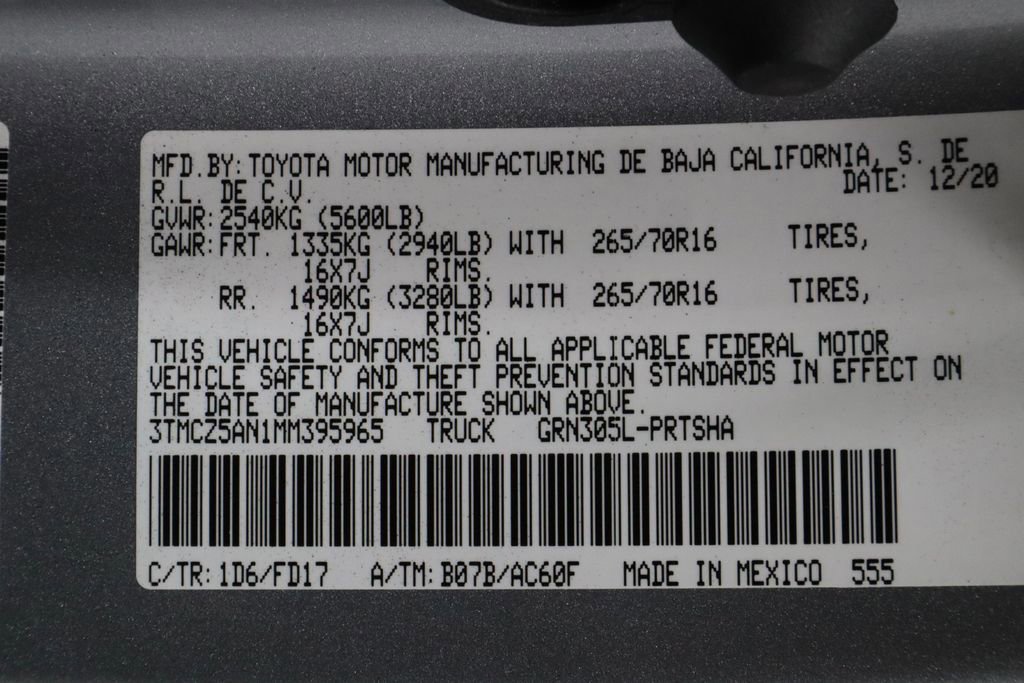 MFD.BY: TOYOTA MOTOR MANUFACTURING DE BAJA CALIFORNIA, S. DE
R.L. DE C.V. DATE: 12/20
GVWR: 2540KG (5600LB)
GAWR: FRT. 1335KG (2940LB) WITH 265/70R16 TIRES,
16X7J RIMS.
RR. 1490KG (3280LB) WITH 265/70R16 TIRES,
16X7J RIMS.
THIS VEHICLE CONFORMS TO ALL APPLICABLE FEDERAL MOTOR
VEHICLE SAFETY AND THEFT PREVENTION STANDARDS IN EFFECT ON
THE DATE OF MANUFACTURE SHOWN ABOVE.
3TMCZ5AN1MM395965 TRUCK GRN305L-PRTSHA
C/TR: 1D6/FD17 A/TM: B07B/AC60F MADE IN MEXICO 555